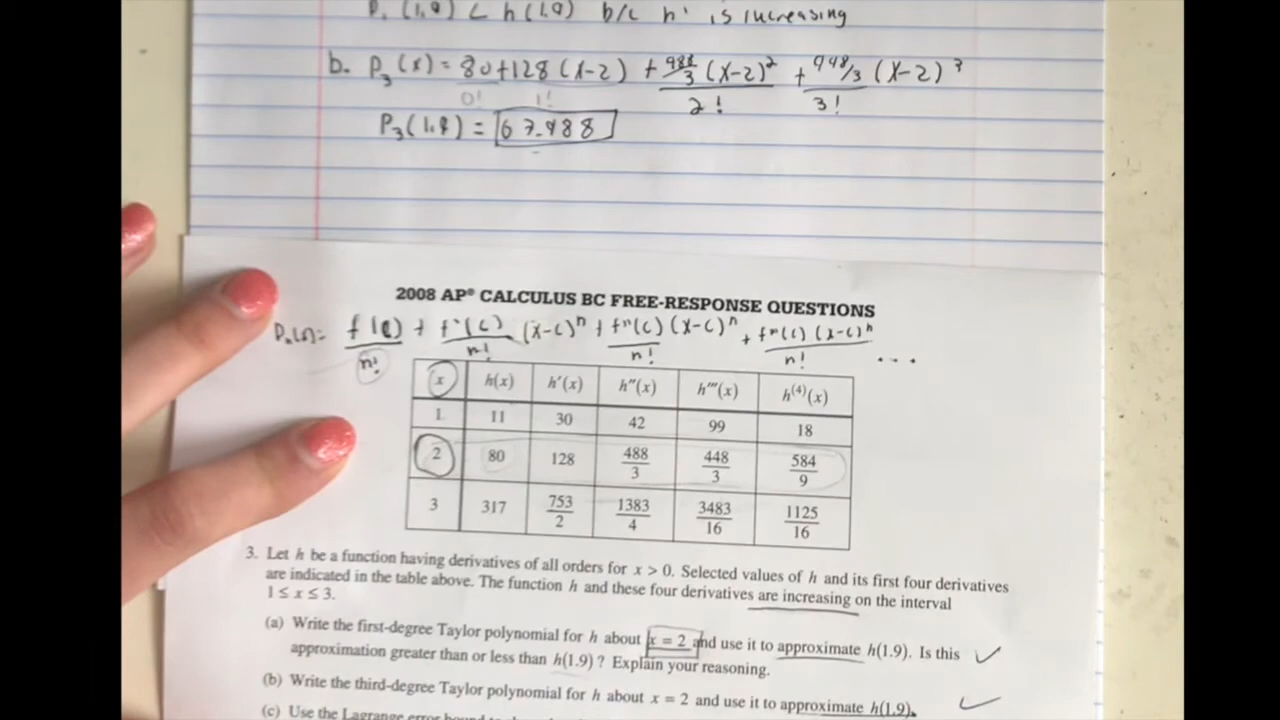 P₁(1.9) < h(1.9) b/c h' is increasing
b. P₃(x) = 80 + 128(x-2) + 488/3 (x-2)² + 448/3 (x-2)³
0! 1! 2! 3!
P₃(1.9) = 67.988
2008 AP® CALCULUS BC FREE-RESPONSE QUESTIONS
Pₙ(x) = f(c) + f'(c) (x-c)ⁿ + f''(c) (x-c)ⁿ + f'''(c) (x-c)ⁿ ...
n! n! n! n!
x h(x) h′(x) h″(x) h‴(x) h⁽⁴⁾(x)
1 11 30 42 99 18
2 80 128 488/3 448/3 584/9
3 317 753/2 1383/4 3483/16 1125/16
3. Let h be a function having derivatives of all orders for x > 0. Selected values of h and its first four derivatives
are indicated in the table above. The function h and these four derivatives are increasing on the interval
1 ≤ x ≤ 3.
(a) Write the first-degree Taylor polynomial for h about x = 2 and use it to approximate h(1.9). Is this
approximation greater than or less than h(1.9)? Explain your reasoning.
(b) Write the third-degree Taylor polynomial for h about x = 2 and use it to approximate h(1.9).
(c) Use the Lagrange error bound to